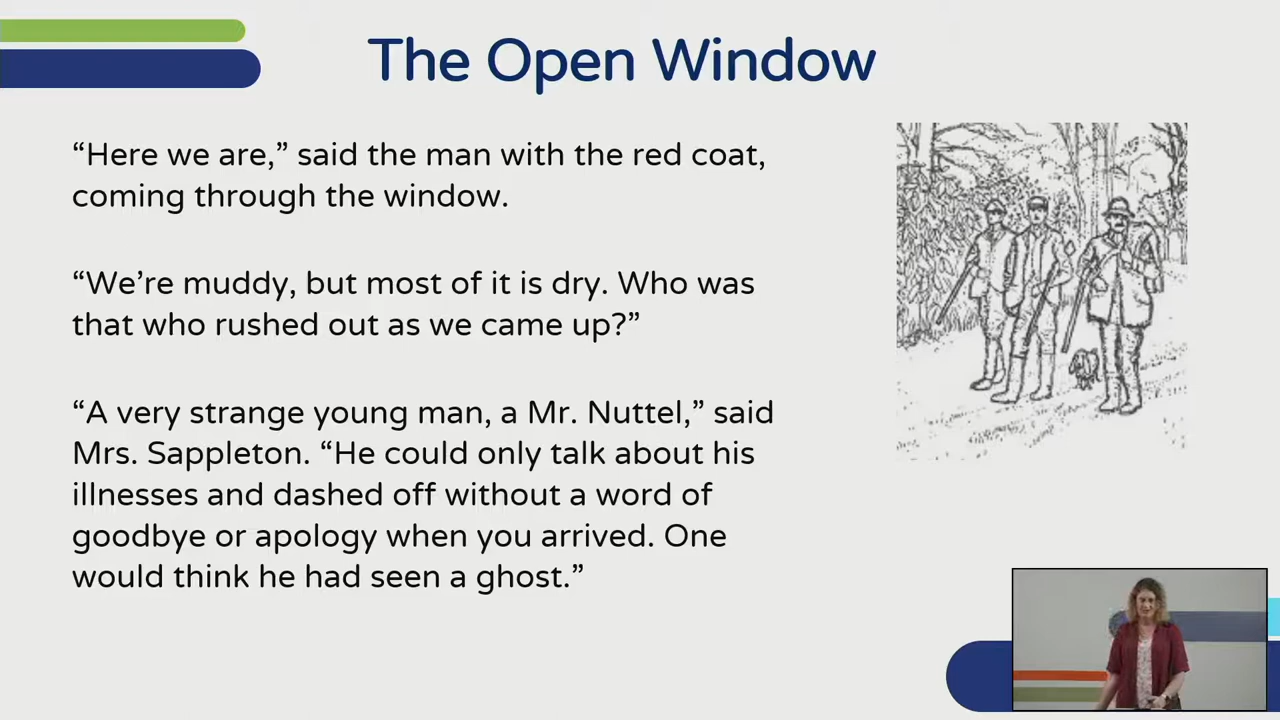 The Open Window
“Here we are,” said the man with the red coat,
coming through the window.
“We’re muddy, but most of it is dry. Who was
that who rushed out as we came up?”
“A very strange young man, a Mr. Nuttel,” said
Mrs. Sappleton. “He could only talk about his
illnesses and dashed off without a word of
goodbye or apology when you arrived. One
would think he had seen a ghost.”